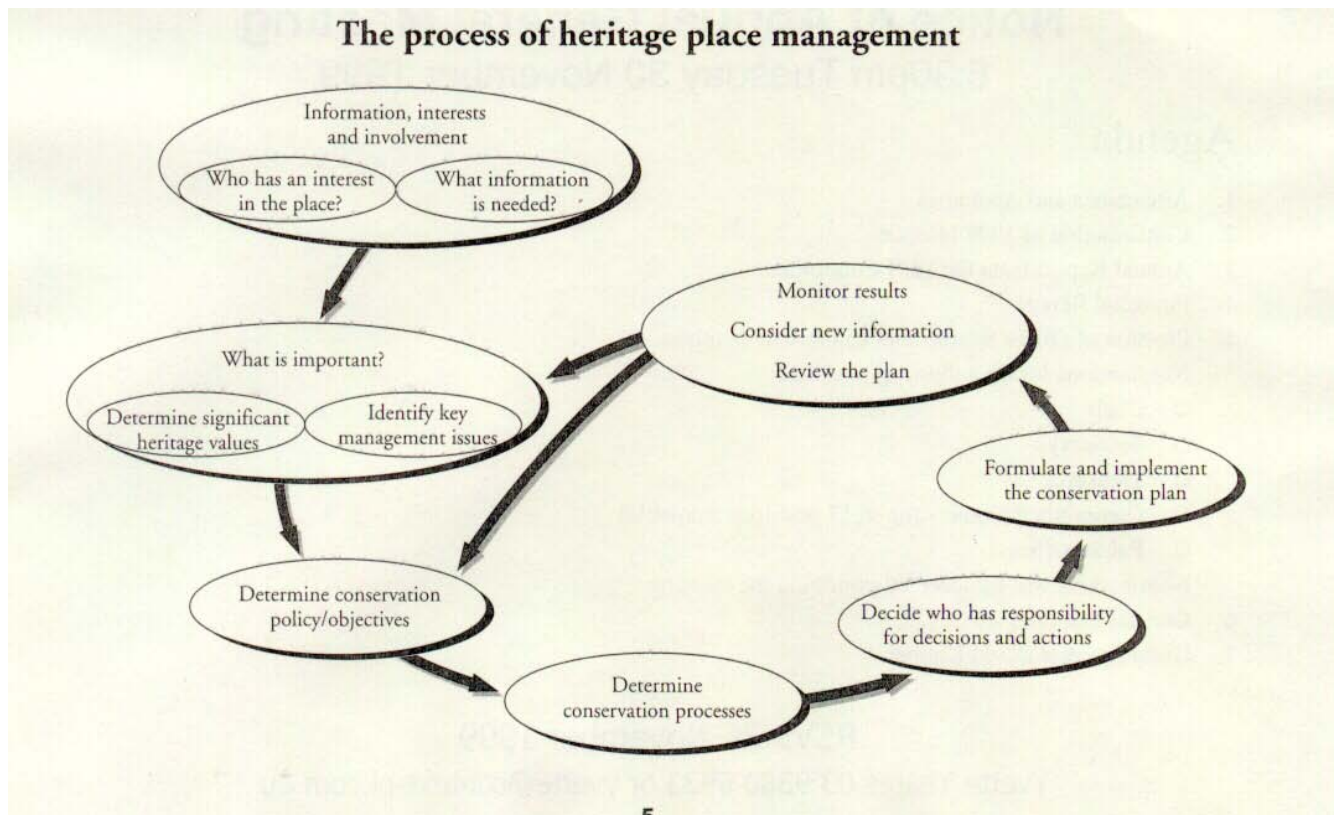 The process of heritage place management
Information, interests
and involvement
Who has an interest
in the place?
What information
is needed?
What is important?
Determine significant
heritage values
Identify key
management issues
Monitor results
Consider new information
Review the plan
Formulate and implement
the conservation plan
Determine conservation
policy/objectives
Decide who has responsibility
for decisions and actions
Determine
conservation processes
5